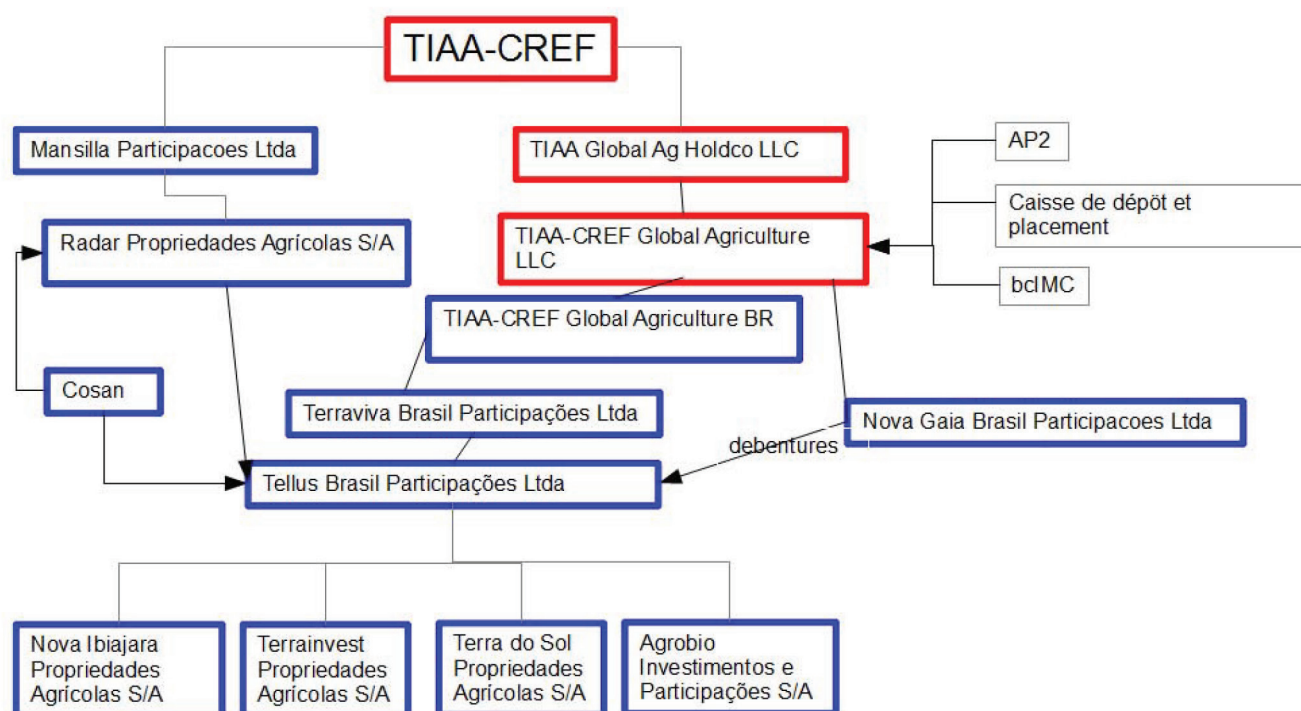 TIAA-CREF
Mansilla Participacoes Ltda
TIAA Global Ag Holdco LLC
AP2
Caisse de dépöt et
placement
bcIMC
Radar Propriedades Agrícolas S/A
TIAA-CREF Global Agriculture
LLC
TIAA-CREF Global Agriculture BR
Cosan
Terraviva Brasil Participações Ltda
Nova Gaia Brasil Participacoes Ltda
debentures
Tellus Brasil Participações Ltda
Nova Ibiajara
Propriedades
Agrícolas S/A
Terrainvest
Propriedades
Agrícolas S/A
Terra do Sol
Propriedades
Agrícolas S/A
Agrobio
Investimentos e
Participações S/A